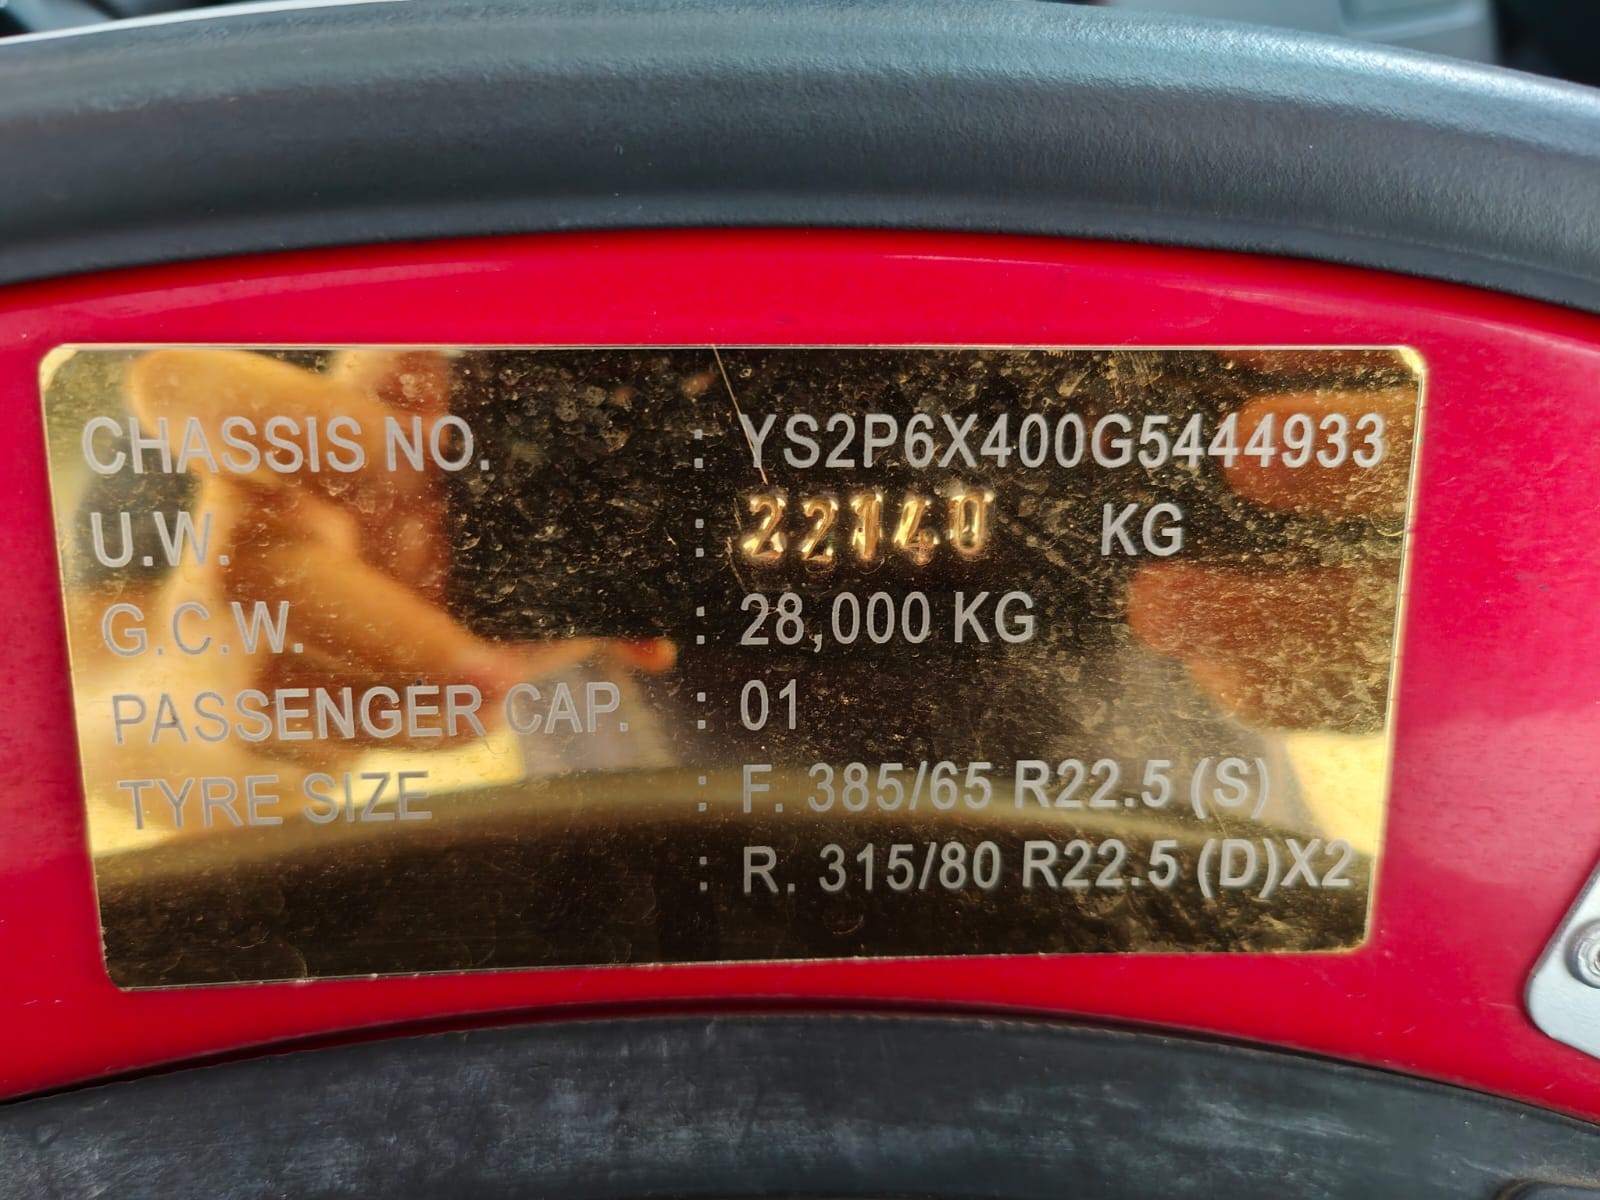 CHASSIS NO. : YS2P6X400G5444933
U.W. : 22140 KG
G.C.W. : 28,000 KG
PASSENGER CAP. : 01
TYRE SIZE : F. 385/65 R22.5 (S)
: R. 315/80 R22.5 (D)X2